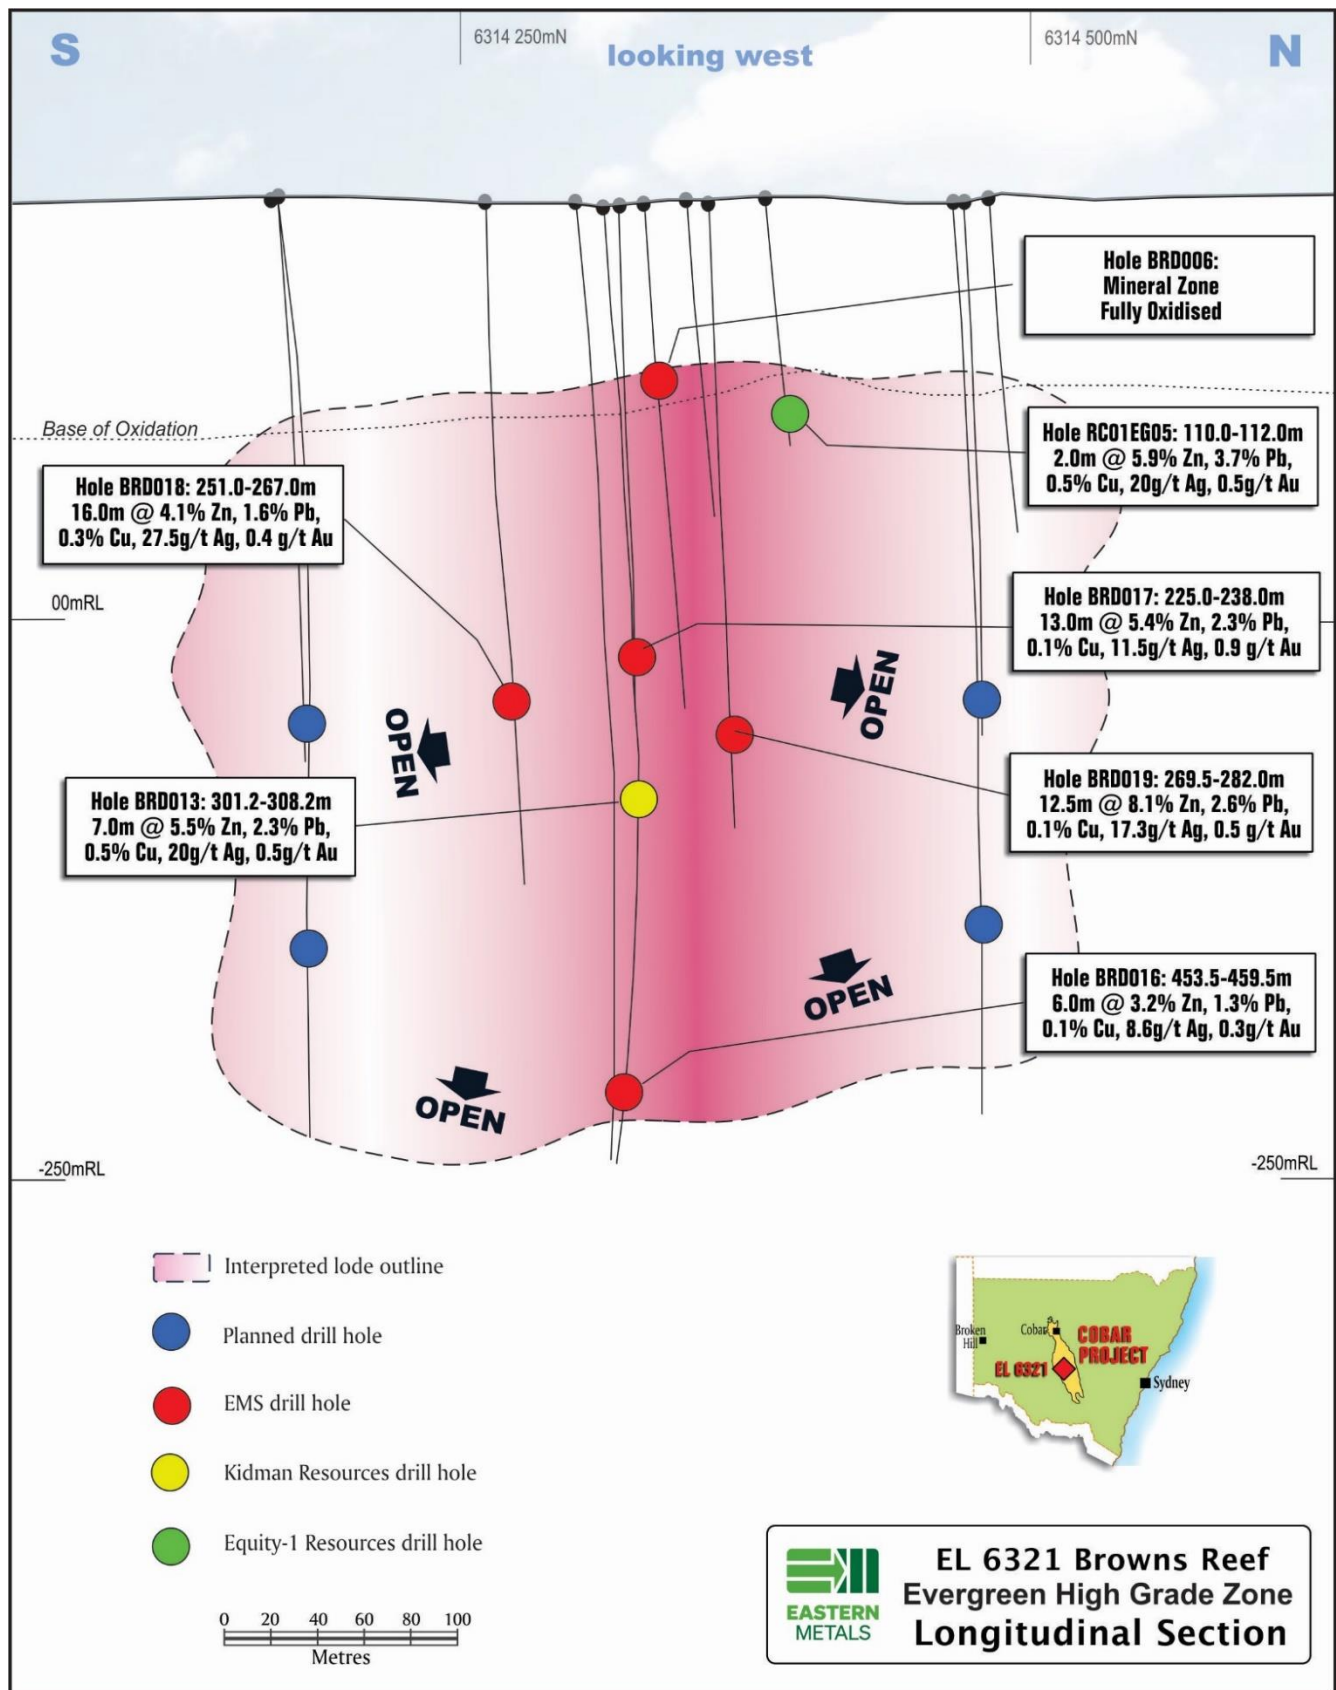 S
6314 250mN
looking west
6314 500mN
N
Hole BRD006:
Mineral Zone
Fully Oxidised
Base of Oxidation
Hole RC01EG05: 110.0-112.0m
2.0m @ 5.9% Zn, 3.7% Pb,
0.5% Cu, 20g/t Ag, 0.5g/t Au
Hole BRD018: 251.0-267.0m
16.0m @ 4.1% Zn, 1.6% Pb,
0.3% Cu, 27.5g/t Ag, 0.4 g/t Au
00mRL
Hole BRD017: 225.0-238.0m
13.0m @ 5.4% Zn, 2.3% Pb,
0.1% Cu, 11.5g/t Ag, 0.9 g/t Au
OPEN
OPEN
Hole BRD013: 301.2-308.2m
7.0m @ 5.5% Zn, 2.3% Pb,
0.5% Cu, 20g/t Ag, 0.5g/t Au
Hole BRD019: 269.5-282.0m
12.5m @ 8.1% Zn, 2.6% Pb,
0.1% Cu, 17.3g/t Ag, 0.5 g/t Au
OPEN
Hole BRD016: 453.5-459.5m
6.0m @ 3.2% Zn, 1.3% Pb,
0.1% Cu, 8.6g/t Ag, 0.3g/t Au
OPEN
-250mRL
-250mRL
Interpreted lode outline
Planned drill hole
EMS drill hole
Kidman Resources drill hole
Equity-1 Resources drill hole
0 20 40 60 80 100
Metres
Broken
Hill
Cobar
COBAR
PROJECT
EL 6321
Sydney
EASTERN
METALS
EL 6321 Browns Reef
Evergreen High Grade Zone
Longitudinal Section